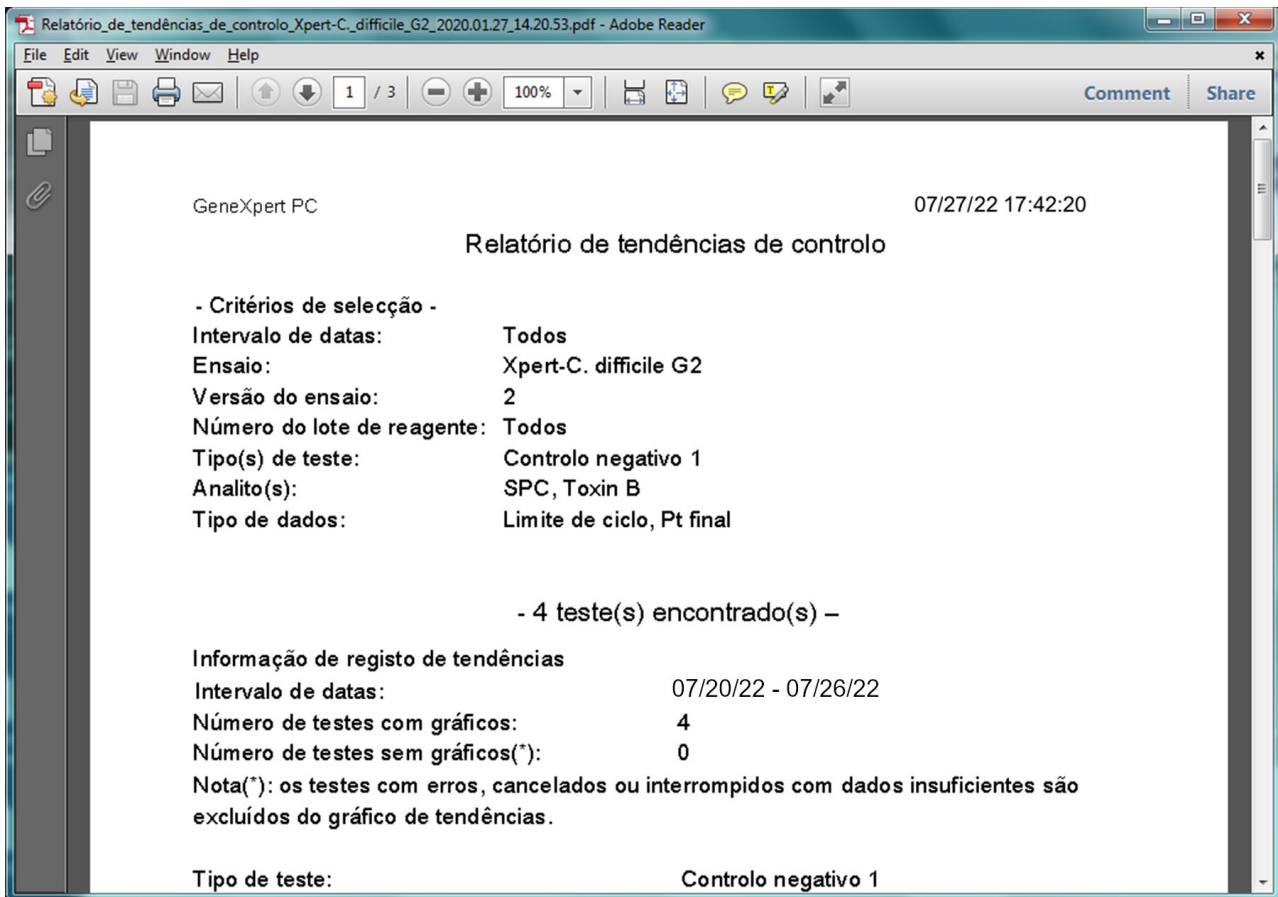 Relatório_de_tendências_de_controlo_Xpert-C._difficile_G2_2020.01.27_14.20.53.pdf - Adobe Reader
File Edit View Window Help
1 / 3 100% Comment Share
GeneXpert PC 07/27/22 17:42:20
Relatório de tendências de controlo
- Critérios de selecção -
Intervalo de datas: Todos
Ensaio: Xpert-C. difficile G2
Versão do ensaio: 2
Número do lote de reagente: Todos
Tipo(s) de teste: Controlo negativo 1
Analito(s): SPC, Toxin B
Tipo de dados: Limite de ciclo, Pt final
- 4 teste(s) encontrado(s) –
Informação de registo de tendências
Intervalo de datas: 07/20/22 - 07/26/22
Número de testes com gráficos: 4
Número de testes sem gráficos(*): 0
Nota(*): os testes com erros, cancelados ou interrompidos com dados insuficientes são
excluídos do gráfico de tendências.
Tipo de teste: Controlo negativo 1